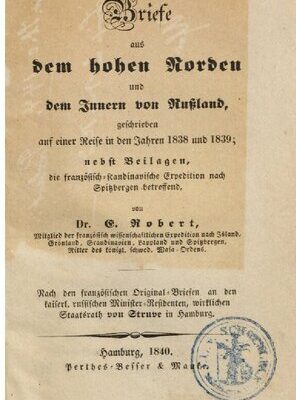 Briefe
aus
dem hohen Norden
und
dem Innern von Rußland,
geschrieben
auf einer Reise in den Jahren 1838 und 1839;
nebst Beilagen,
die französisch-skandinavische Expedition nach
Spitzbergen betreffend,
von
Dr. E. Robert,
Mitglied der französisch wissenschaftlichen Expedition nach Island,
Grönland, Scandinavien, Lappland und Spitzbergen,
Ritter des königl. schwed. Wasa-Ordens.
Nach den französischen Original-Briefen an den
kaiserl. russischen Minister-Residenten, wirklichen
Staatsrath von Struve in Hamburg.
Hamburg, 1840.
Perthes-Besser & Mauke.